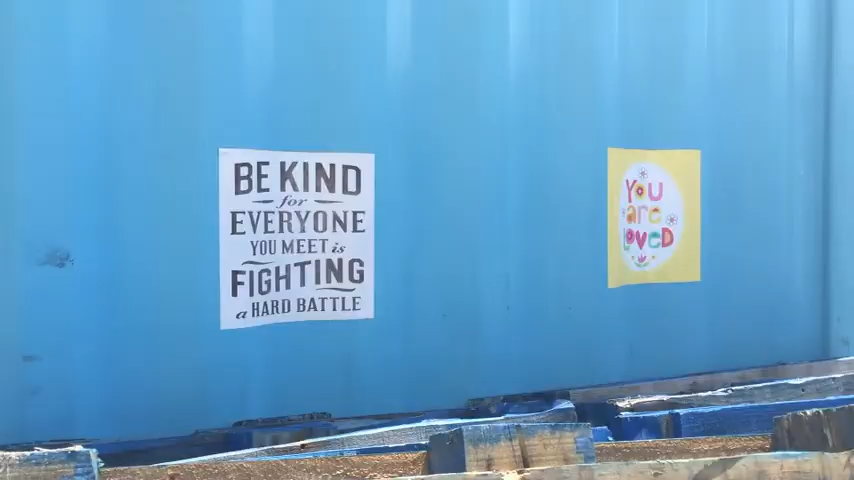 BE KIND
for
EVERYONE
YOU MEET is
FIGHTING
a HARD BATTLE
You
are
Loved